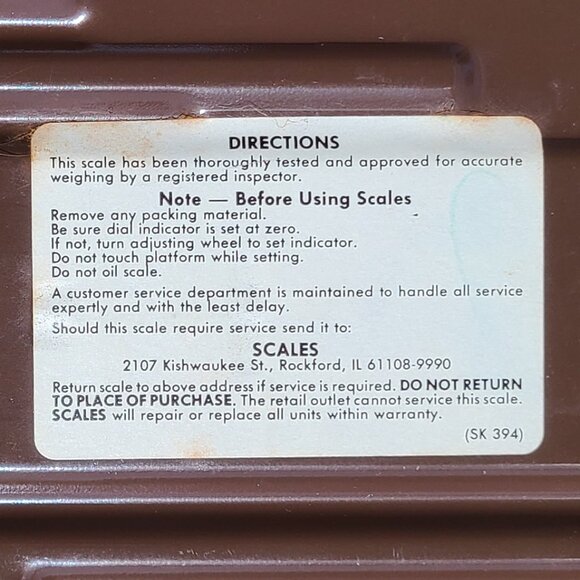 DIRECTIONS
This scale has been thoroughly tested and approved for accurate
weighing by a registered inspector.
Note — Before Using Scales
Remove any packing material.
Be sure dial indicator is set at zero.
If not, turn adjusting wheel to set indicator.
Do not touch platform while setting.
Do not oil scale.
A customer service department is maintained to handle all service
expertly and with the least delay.
Should this scale require service send it to:
SCALES
2107 Kishwaukee St., Rockford, IL 61108-9990
Return scale to above address if service is required. DO NOT RETURN
TO PLACE OF PURCHASE. The retail outlet cannot service this scale.
SCALES will repair or replace all units within warranty.
(SK 394)